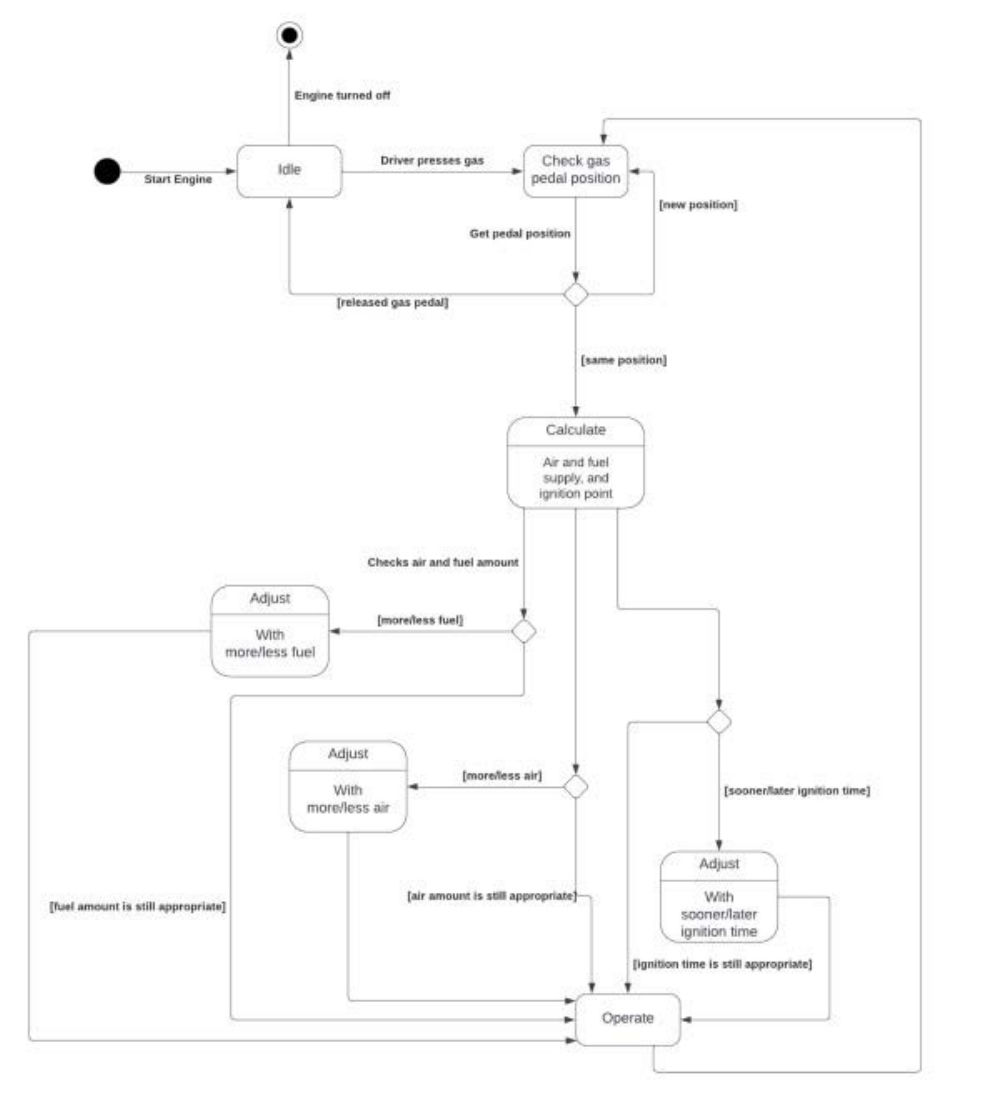 Engine turned off
Idle
Driver presses gas
Check gas
pedal position
Start Engine
[new position]
Get pedal position
[released gas pedal]
[same position]
Calculate
Air and fuel
supply, and
ignition point
Checks air and fuel amount
Adjust
With
more/less fuel
[more/less fuel]
Adjust
With
more/less air
[more/less air]
[sooner/later ignition time]
Adjust
With
sooner/later
ignition time
[fuel amount is still appropriate]
[air amount is still appropriate]
[ignition time is still appropriate]
Operate